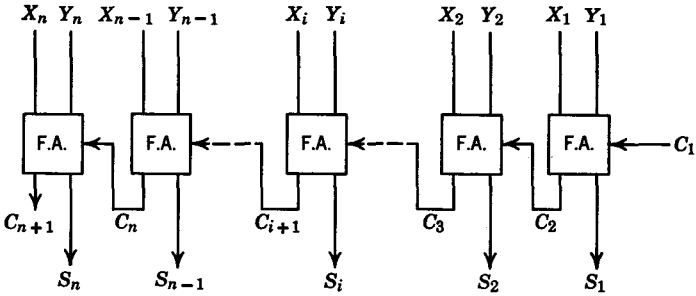 Xₙ Yₙ Xₙ₋₁ Yₙ₋₁ Xᵢ Yᵢ X₂ Y₂ X₁ Y₁
F.A. F.A. F.A. F.A. F.A. C₁
Cₙ₊₁ Cₙ Cᵢ₊₁ C₃ C₂
Sₙ Sₙ₋₁ Sᵢ S₂ S₁